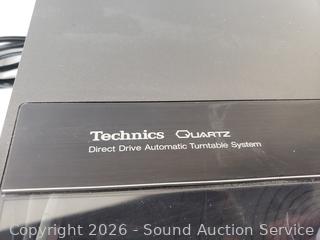 Technics QUARTZ
Direct Drive Automatic Turntable System
Copyright © 2026 - Sound Auction Service